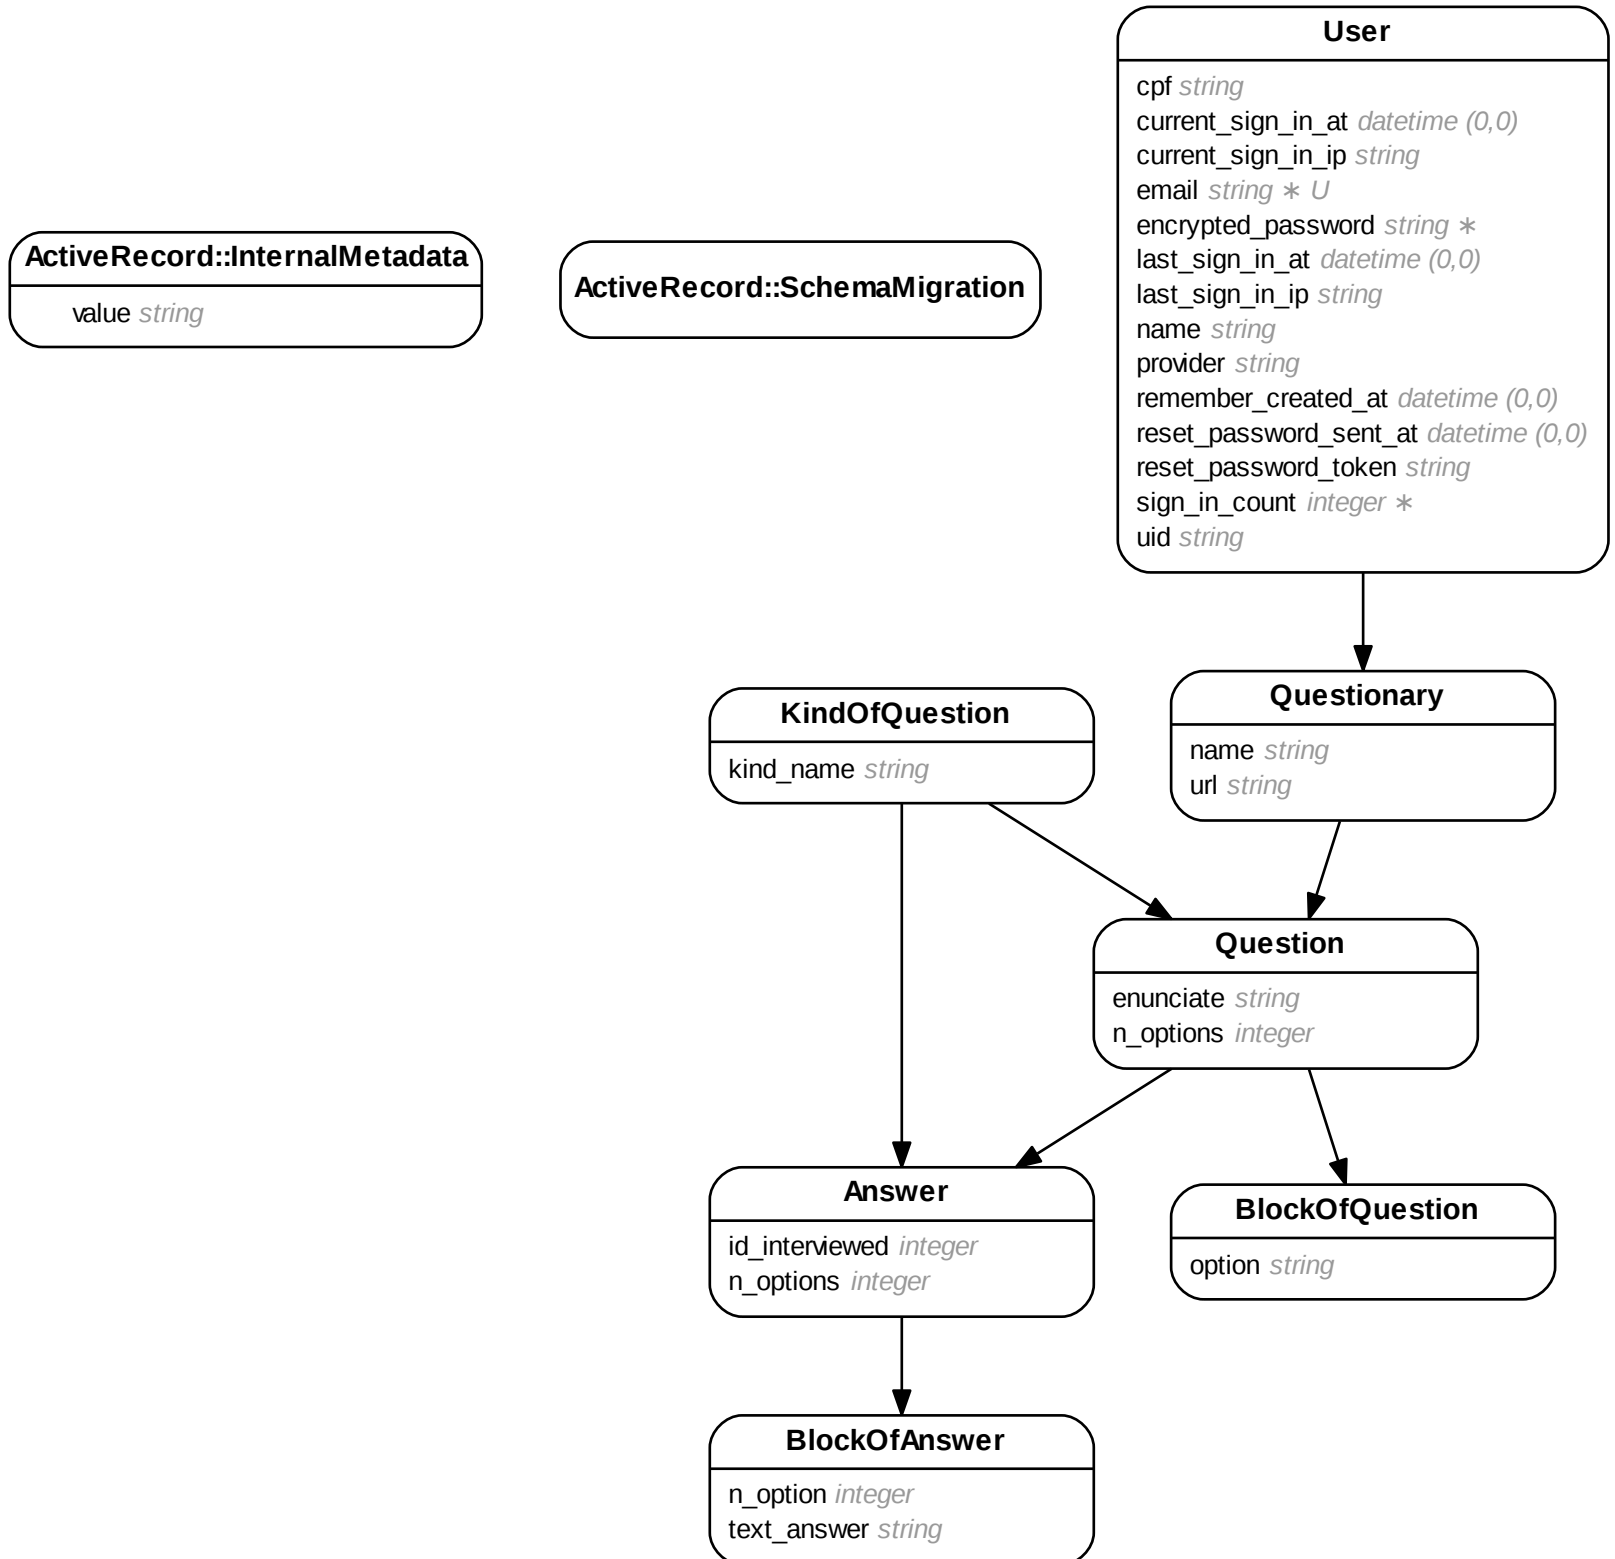 User
cpf string
current_sign_in_at datetime (0,0)
current_sign_in_ip string
email string ∗ U
encrypted_password string ∗
last_sign_in_at datetime (0,0)
last_sign_in_ip string
name string
provider string
remember_created_at datetime (0,0)
reset_password_sent_at datetime (0,0)
reset_password_token string
sign_in_count integer ∗
uid string
ActiveRecord::InternalMetadata
value string
ActiveRecord::SchemaMigration
KindOfQuestion
kind_name string
Questionary
name string
url string
Question
enunciate string
n_options integer
Answer
id_interviewed integer
n_options integer
BlockOfQuestion
option string
BlockOfAnswer
n_option integer
text_answer string